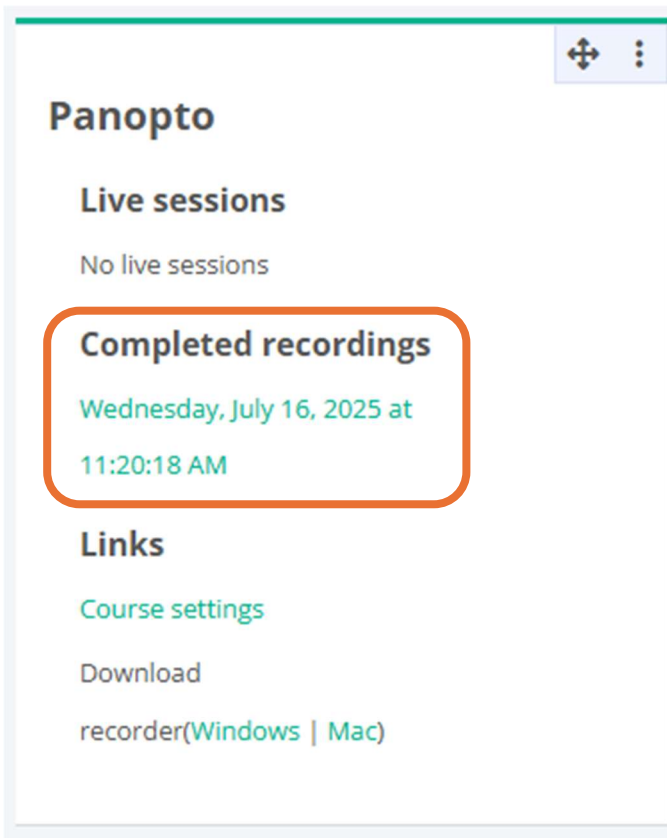 Panopto
Live sessions
No live sessions
Completed recordings
Wednesday, July 16, 2025 at
11:20:18 AM
Links
Course settings
Download
recorder(Windows | Mac)